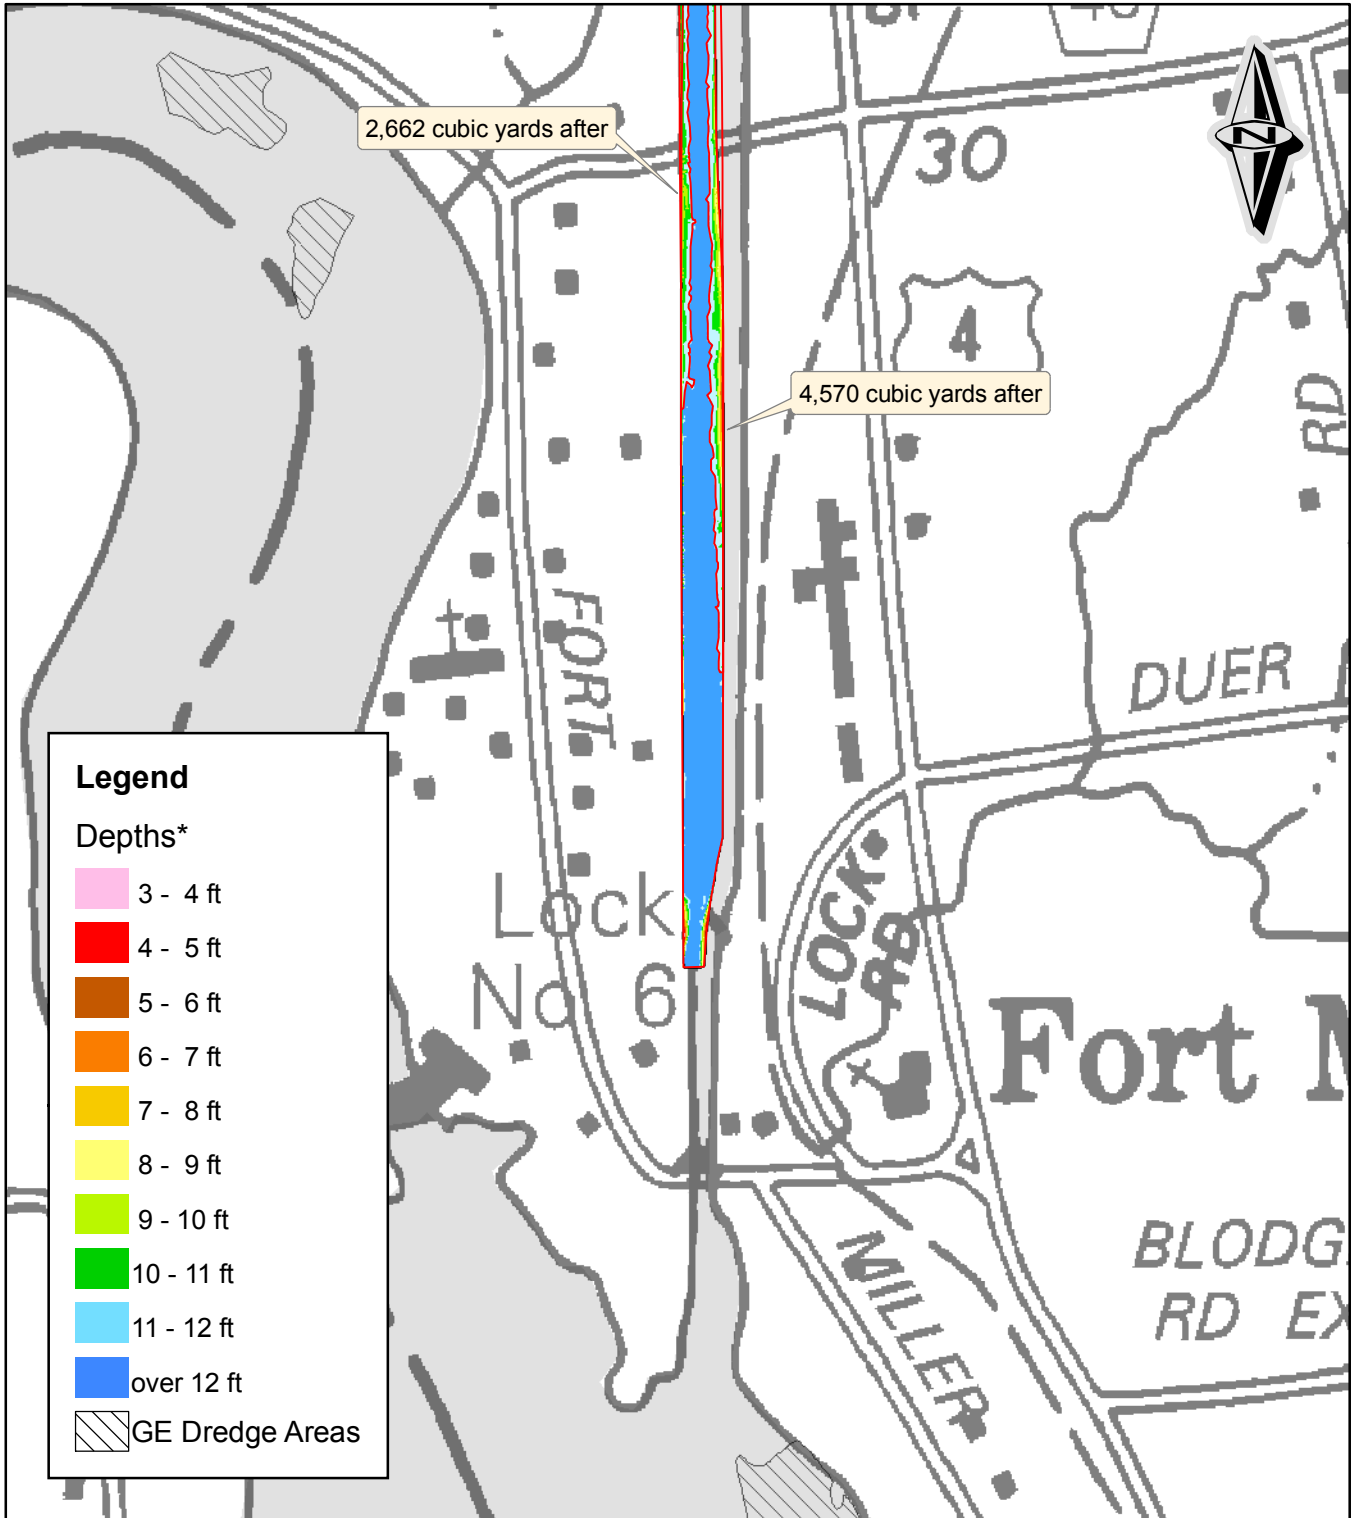 2,662 cubic yards after
30
N
4
4,570 cubic yards after
RD
FORT
DUER
Legend
Depths*
3 - 4 ft
4 - 5 ft
5 - 6 ft
6 - 7 ft
7 - 8 ft
8 - 9 ft
9 - 10 ft
10 - 11 ft
11 - 12 ft
over 12 ft
GE Dredge Areas
Lock
No 6
LOCK
RD
Fort M
MILLER
BLODG
RD EX